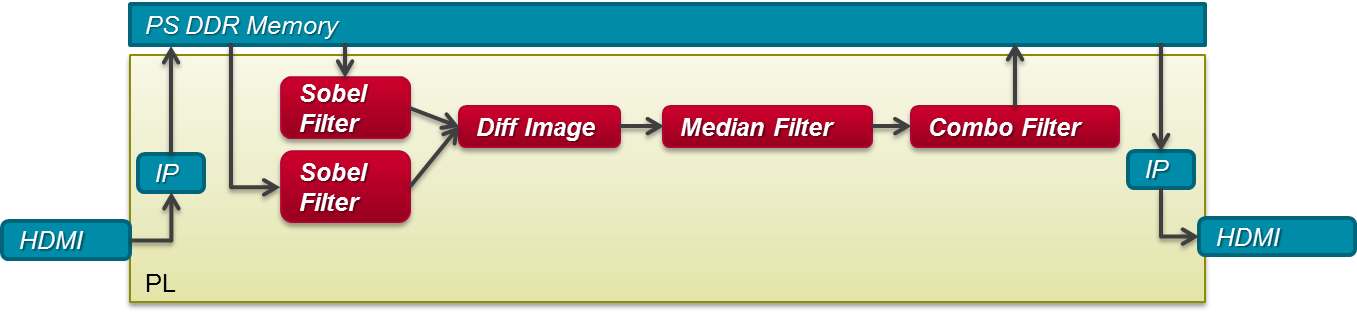 PS DDR Memory
Sobel
Filter
Diff Image
Median Filter
Combo Filter
Sobel
Filter
IP
IP
HDMI
HDMI
PL